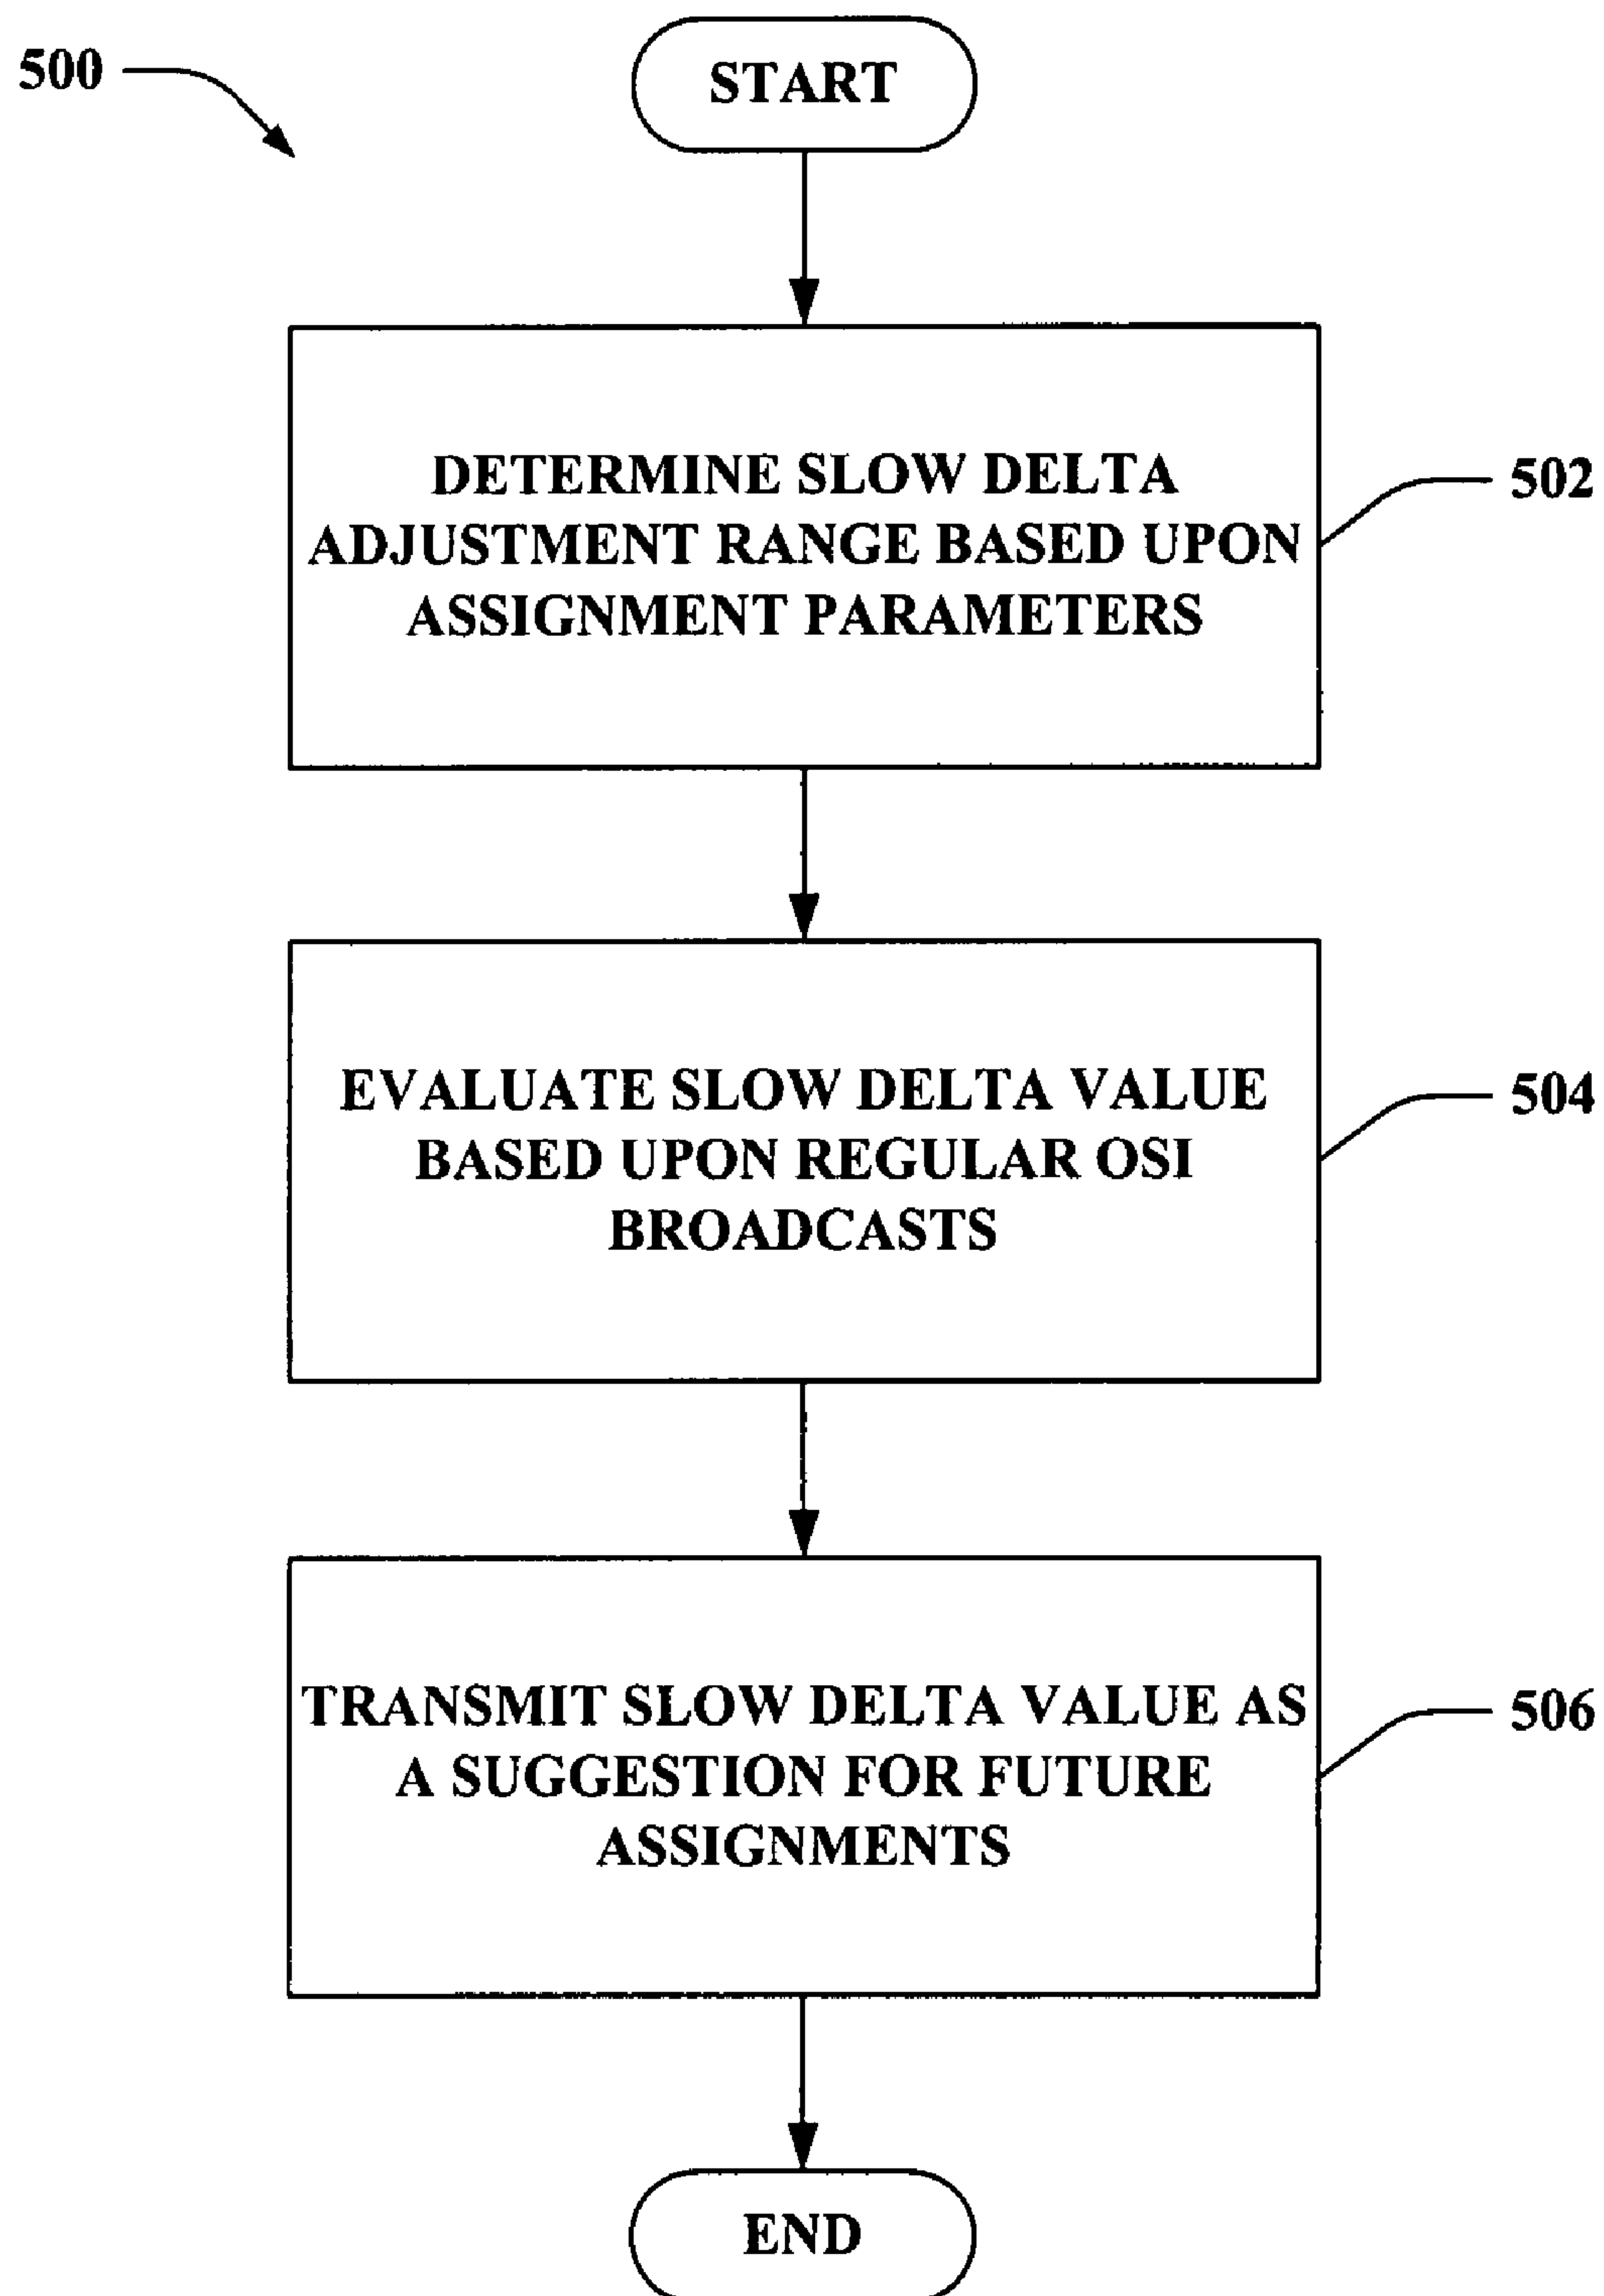 500
START
DETERMINE SLOW DELTA
ADJUSTMENT RANGE BASED UPON
ASSIGNMENT PARAMETERS
502
EVALUATE SLOW DELTA VALUE
BASED UPON REGULAR OSI
BROADCASTS
504
TRANSMIT SLOW DELTA VALUE AS
A SUGGESTION FOR FUTURE
ASSIGNMENTS
506
END